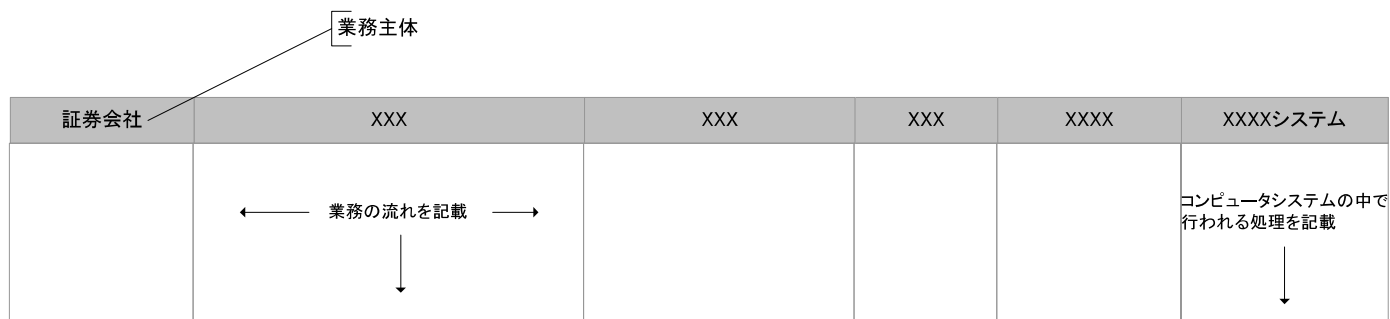 業務主体
証券会社
XXX
XXX
XXX
XXXX
XXXXシステム
業務の流れを記載
コンピュータシステムの中で
行われる処理を記載